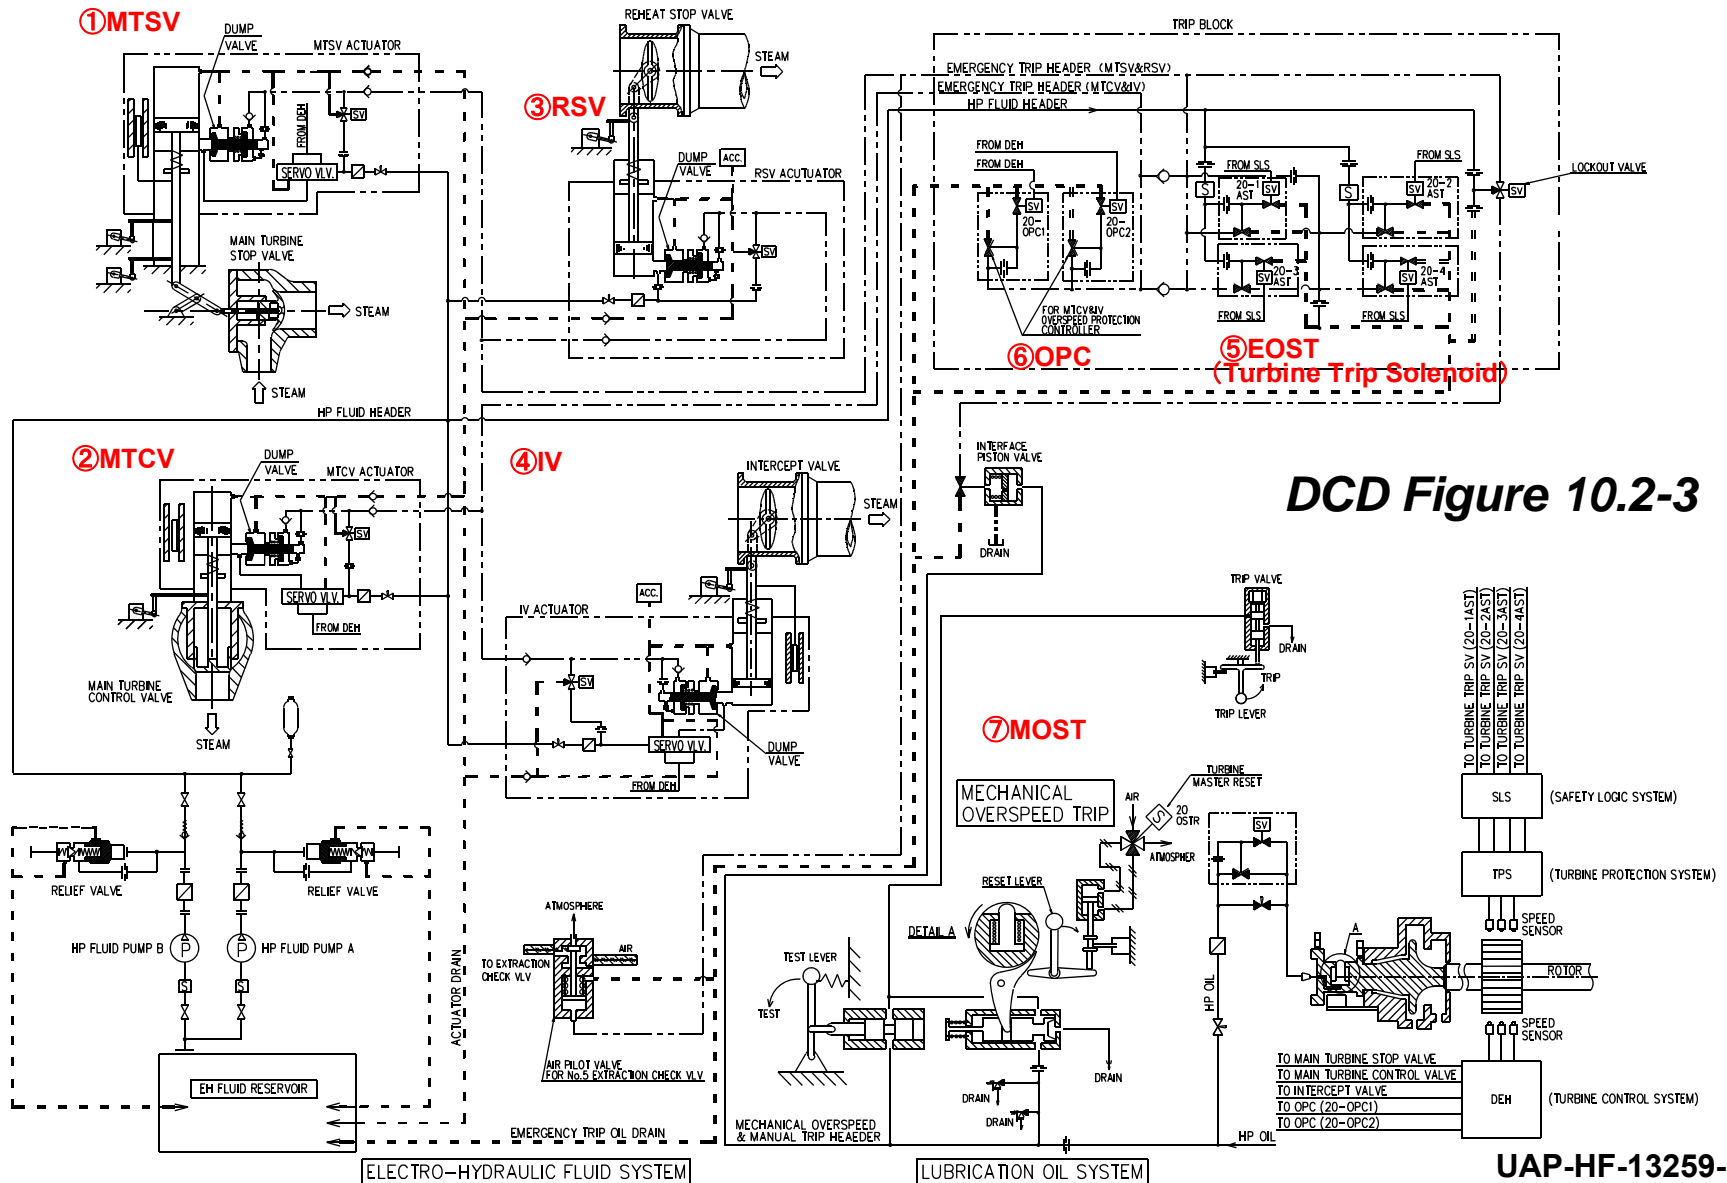 ①MTSV
DUMP
VALVE
MTSV ACTUATOR
FROM DEH
SV
SERVO VLV.
MAIN TURBINE
STOP VALVE
STEAM
STEAM
REHEAT STOP VALVE
STEAM
③RSV
DUMP
VALVE
ACC.
RSV ACUTUATOR
SV
TRIP BLOCK
EMERGENCY TRIP HEADER (MTSV&RSV)
EMERGENCY TRIP HEADER (MTCV&IV)
HP FLUID HEADER
FROM DEH
FROM DEH
SV
20-
OPC1
SV
20-
OPC2
FOR MTCV&IV
OVERSPEED PROTECTION
CONTROLLER
⑥OPC
FROM SLS
S
20-1
AST
SV
FROM SLS
S
SV
20-2
AST
SV
LOCKOUT VALVE
SV
20-3
AST
FROM SLS
SV
20-4
AST
FROM SLS
⑤EOST
(Turbine Trip Solenoid)
HP FLUID HEADER
②MTCV
DUMP
VALVE
MTCV ACTUATOR
SV
SERVO VLV.
FROM DEH
MAIN TURBINE
CONTROL VALVE
STEAM
④IV
INTERCEPT VALVE
STEAM
ACC.
IV ACTUATOR
SV
SERVO VLV.
FROM DEH
DUMP
VALVE
INTERFACE
PISTON VALVE
DRAIN
DCD Figure 10.2-3
TRIP VALVE
DRAIN
TRIP
TRIP LEVER
TO TURBINE TRIP SV (20-1AST)
TO TURBINE TRIP SV (20-2AST)
TO TURBINE TRIP SV (20-3AST)
TO TURBINE TRIP SV (20-4AST)
SLS
(SAFETY LOGIC SYSTEM)
TPS
(TURBINE PROTECTION SYSTEM)
SPEED
SENSOR
A
ROTOR
SPEED
SENSOR
⑦MOST
MECHANICAL
OVERSPEED TRIP
TURBINE
MASTER RESET
AIR
S
20
OSTR
ATMOSPHER
SV
RESET LEVER
DETAIL A
TEST LEVER
TEST
HP OIL
DRAIN
DRAIN
DRAIN
MECHANICAL OVERSPEED
& MANUAL TRIP HEAEDER
HP OIL
TO MAIN TURBINE STOP VALVE
TO MAIN TURBINE CONTROL VALVE
TO INTERCEPT VALVE
TO OPC (20-OPC1)
TO OPC (20-OPC2)
DEH
(TURBINE CONTROL SYSTEM)
RELIEF VALVE
RELIEF VALVE
HP FLUID PUMP B
P
P
HP FLUID PUMP A
S
S
EH FLUID RESERVOIR
ACTUATOR DRAIN
ATMOSPHERE
AIR
TO EXTRACTION
CHECK VLV
AIR PILOT VALVE
FOR No.5 EXTRACTION CHECK VLV
EMERGENCY TRIP OIL DRAIN
ELECTRO-HYDRAULIC FLUID SYSTEM
LUBRICATION OIL SYSTEM
UAP-HF-13259-